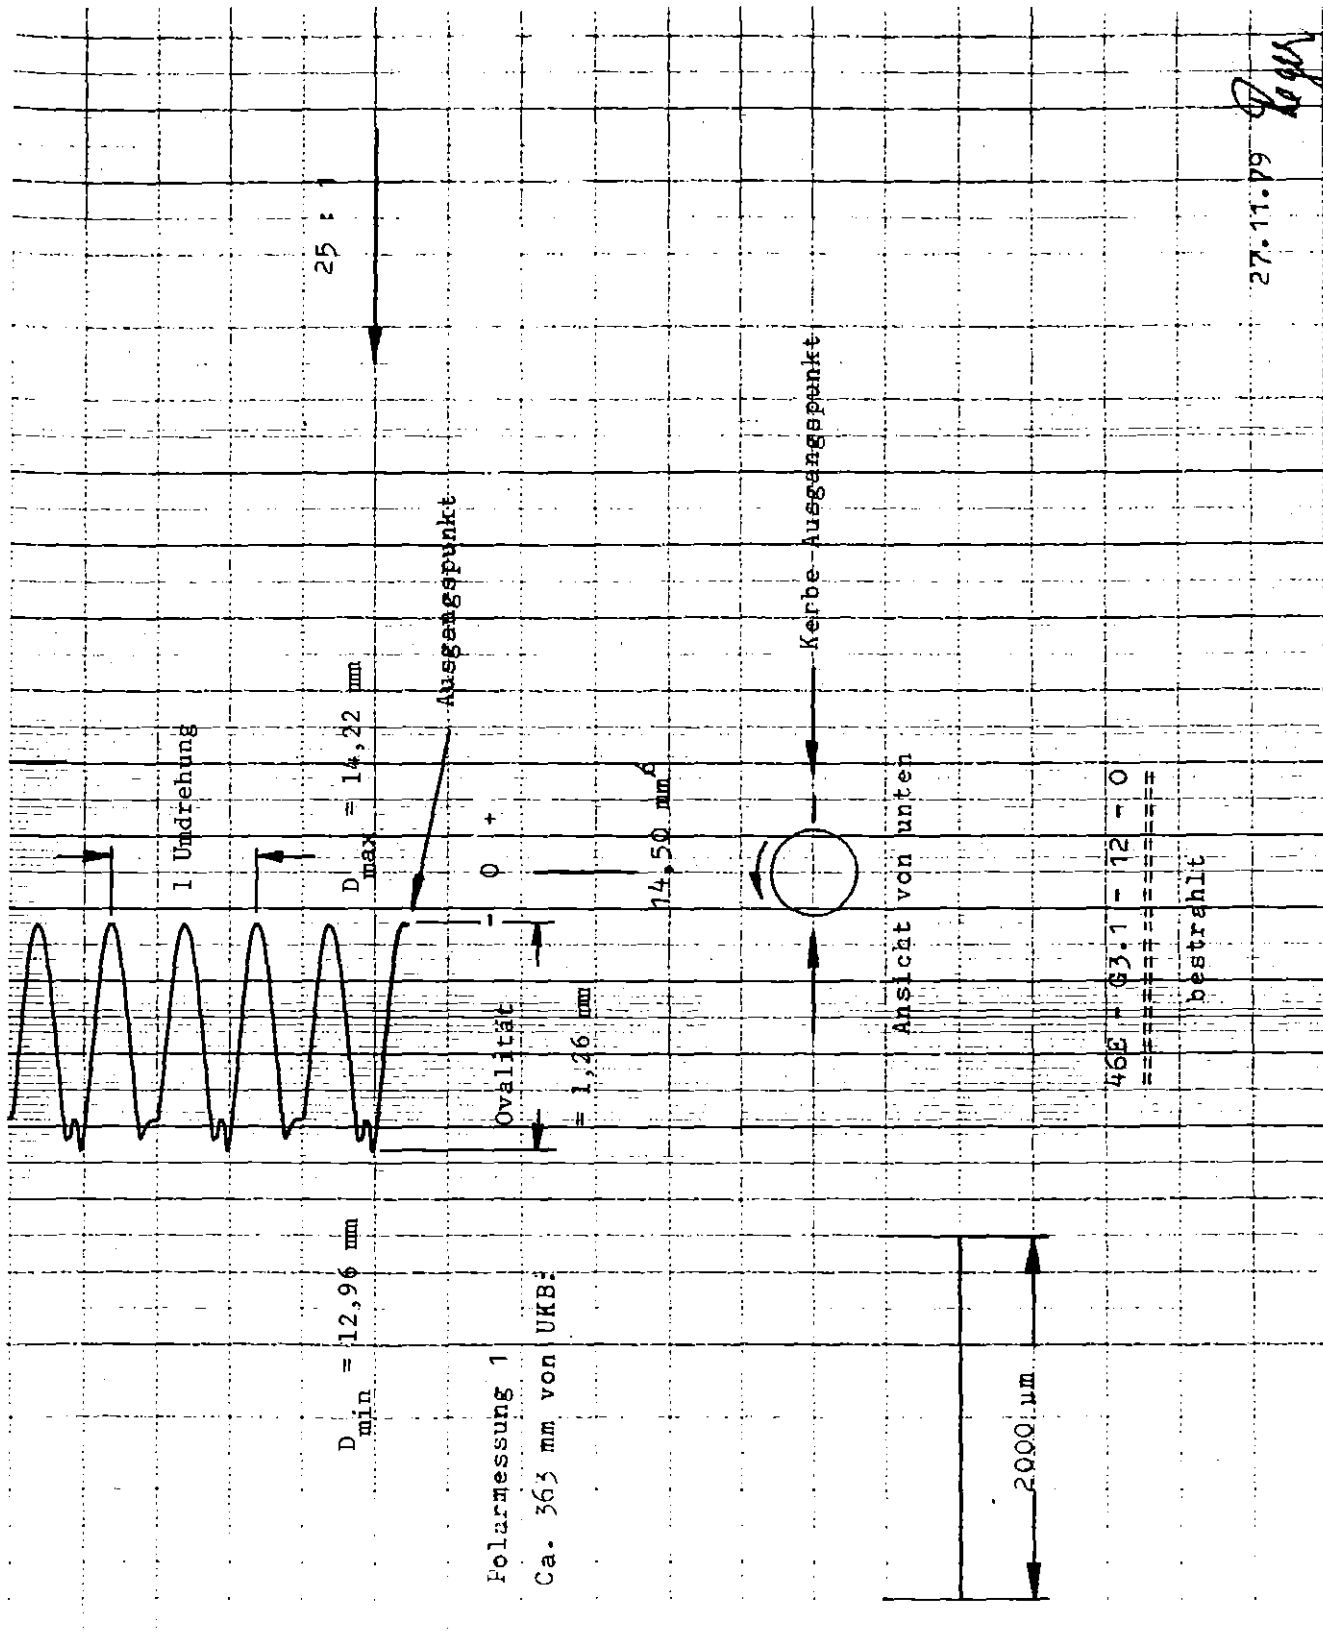 25 : 1
1 Umdrehung
D min = 12,96 mm
D max = 14,22 mm
Ausgangspunkt
Polarmessung 1
Ca. 363 mm von UKB:
Ovalität
= 1,26 mm
- 0 +
14,50 mm
Kerbe Ausgangspunkt
Ansicht von unten
2000 µm
46E - G3.1 - 12 - 0
==================
bestrahlt
27.11.79